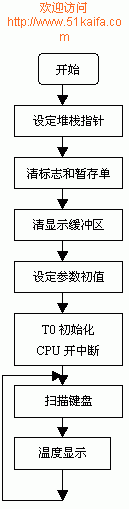 欢迎访问
http://www.51kaifa.co
m
开始
设定堆栈指针
清标志和暂存单
清显示缓冲区
设定参数初值
T0 初始化
CPU 开中断
扫描键盘
温度显示